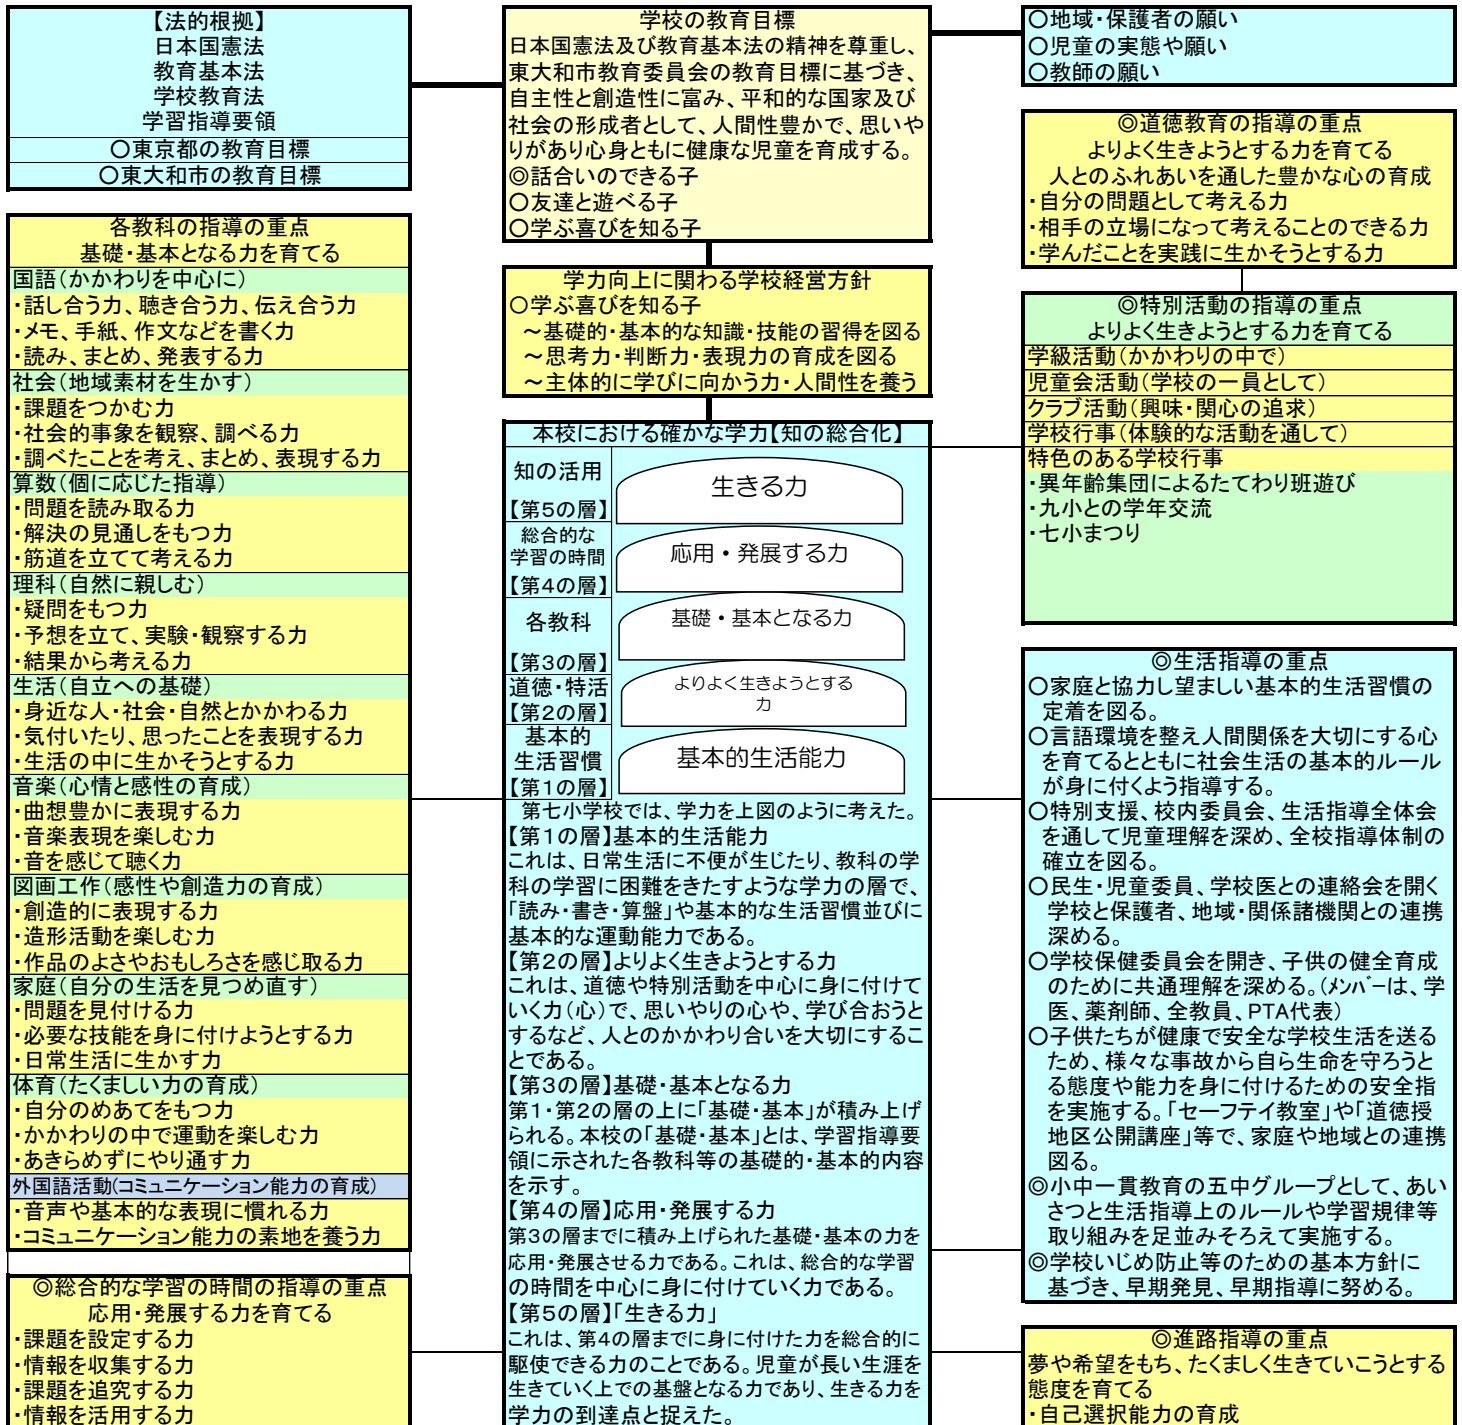 【法的根拠】
日本国憲法
教育基本法
学校教育法
学習指導要領
〇東京都の教育目標
〇東大和市の教育目標
学校の教育目標
日本国憲法及び教育基本法の精神を尊重し、
東大和市教育委員会の教育目標に基づき、
自主性と創造性に富み、平和的な国家及び
社会の形成者として、人間性豊かで、思いや
りがあり心身ともに健康な児童を育成する。
◎話合いのできる子
〇友達と遊べる子
〇学ぶ喜びを知る子
〇地域・保護者の願い
〇児童の実態や願い
〇教師の願い
◎道徳教育の指導の重点
よりよく生きようとする力を育てる
人とのふれあいを通した豊かな心の育成
・自分の問題として考える力
・相手の立場になって考えることのできる力
・学んだことを実践に生かそうとする力
各教科の指導の重点
基礎・基本となる力を育てる
国語（かかわりを中心に）
・話し合う力、聴き合う力、伝え合う力
・メモ、手紙、作文などを書く力
・読み、まとめ、発表する力
社会（地域素材を生かす）
・課題をつかむ力
・社会的事象を観察、調べる力
・調べたことを考え、まとめ、表現する力
算数（個に応じた指導）
・問題を読み取る力
・解決の見通しをもつ力
・筋道を立てて考える力
理科（自然に親しむ）
・疑問をもつ力
・予想を立て、実験・観察する力
・結果から考える力
生活（自立への基礎）
・身近な人・社会・自然とかかわる力
・気付いたり、思ったことを表現する力
・生活の中に生かそうとする力
音楽（心情と感性の育成）
・曲想豊かに表現する力
・音楽表現を楽しむ力
・音を感じて聴く力
図画工作（感性や創造力の育成）
・創造的に表現する力
・造形活動を楽しむ力
・作品のよさやおもしろさを感じ取る力
家庭（自分の生活を見つめ直す）
・問題を見付ける力
・必要な技能を身に付けようとする力
・日常生活に生かす力
体育（たくましい力の育成）
・自分のめあてをもつ力
・かかわりの中で運動を楽しむ力
・あきらめずにやり通す力
外国語活動（コミュニケーション能力の育成）
・音声や基本的な表現に慣れる力
・コミュニケーション能力の素地を養う力
◎総合的な学習の時間の指導の重点
応用・発展する力を育てる
・課題を設定する力
・情報を収集する力
・課題を追究する力
・情報を活用する力
学力向上に関わる学校経営方針
〇学ぶ喜びを知る子
～基礎的・基本的な知識・技能の習得を図る
～思考力・判断力・表現力の育成を図る
～主体的に学びに向かう力・人間性を養う
本校における確かな学力【知の総合化】
知の活用
【第5の層】
生きる力
総合的な
学習の時間
【第4の層】
応用・発展する力
各教科
【第3の層】
基礎・基本となる力
道徳・特活
【第2の層】
よりよく生きようとする
力
基本的
生活習慣
【第1の層】
基本的生活能力
第七小学校では、学力を上図のように考えた。
【第1の層】基本的生活能力
これは、日常生活に不便が生じたり、教科の学
科の学習に困難をきたすような学力の層で、
「読み・書き・算盤」や基本的な生活習慣並びに
基本的な運動能力である。
【第2の層】よりよく生きようとする力
これは、道徳や特別活動を中心に身に付けて
いく力（心）で、思いやりの心や、学び合おうと
するなど、人とのかかわり合いを大切にするこ
とである。
【第3の層】基礎・基本となる力
第1・第2の層の上に「基礎・基本」が積み上げ
られる。本校の「基礎・基本」とは、学習指導要
領に示された各教科等の基礎的・基本的内容
を示す。
【第4の層】応用・発展する力
第3の層までに積み上げられた基礎・基本の力を
応用・発展させる力である。これは、総合的な学習
の時間を中心に身に付けていく力である。
【第5の層】「生きる力」
これは、第4の層までに身に付けた力を総合的に
駆使できる力のことである。児童が長い生涯を
生きていく上での基盤となる力であり、生きる力を
学力の到達点と捉えた。
◎特別活動の指導の重点
よりよく生きようとする力を育てる
学級活動（かかわりの中で）
児童会活動（学校の一員として）
クラブ活動（興味・関心の追求）
学校行事（体験的な活動を通して）
特色のある学校行事
・異年齢集団によるたてわり班遊び
・九小との学年交流
・七小まつり
◎生活指導の重点
〇家庭と協力し望ましい基本的生活習慣の
定着を図る。
〇言語環境を整え人間関係を大切にする心
を育てるとともに社会生活の基本的ルール
が身に付くよう指導する。
〇特別支援、校内委員会、生活指導全体会
を通して児童理解を深め、全校指導体制の
確立を図る。
〇民生・児童委員、学校医との連絡会を開く
学校と保護者、地域・関係諸機関との連携
深める。
〇学校保健委員会を開き、子供の健全育成
のために共通理解を深める。（ﾒﾝﾊﾞｰは、学
医、薬剤師、全教員、PTA代表）
〇子供たちが健康で安全な学校生活を送る
ため、様々な事故から自ら生命を守ろうと
る態度や能力を身に付けるための安全指
を実施する。「セーフテイ教室」や「道徳授
地区公開講座」等で、家庭や地域との連携
図る。
◎小中一貫教育の五中グループとして、あい
さつと生活指導上のルールや学習規律等
取り組みを足並みそろえて実施する。
◎学校いじめ防止等のための基本方針に
基づき、早期発見、早期指導に努める。
◎進路指導の重点
夢や希望をもち、たくましく生きていこうとする
態度を育てる
・自己選択能力の育成